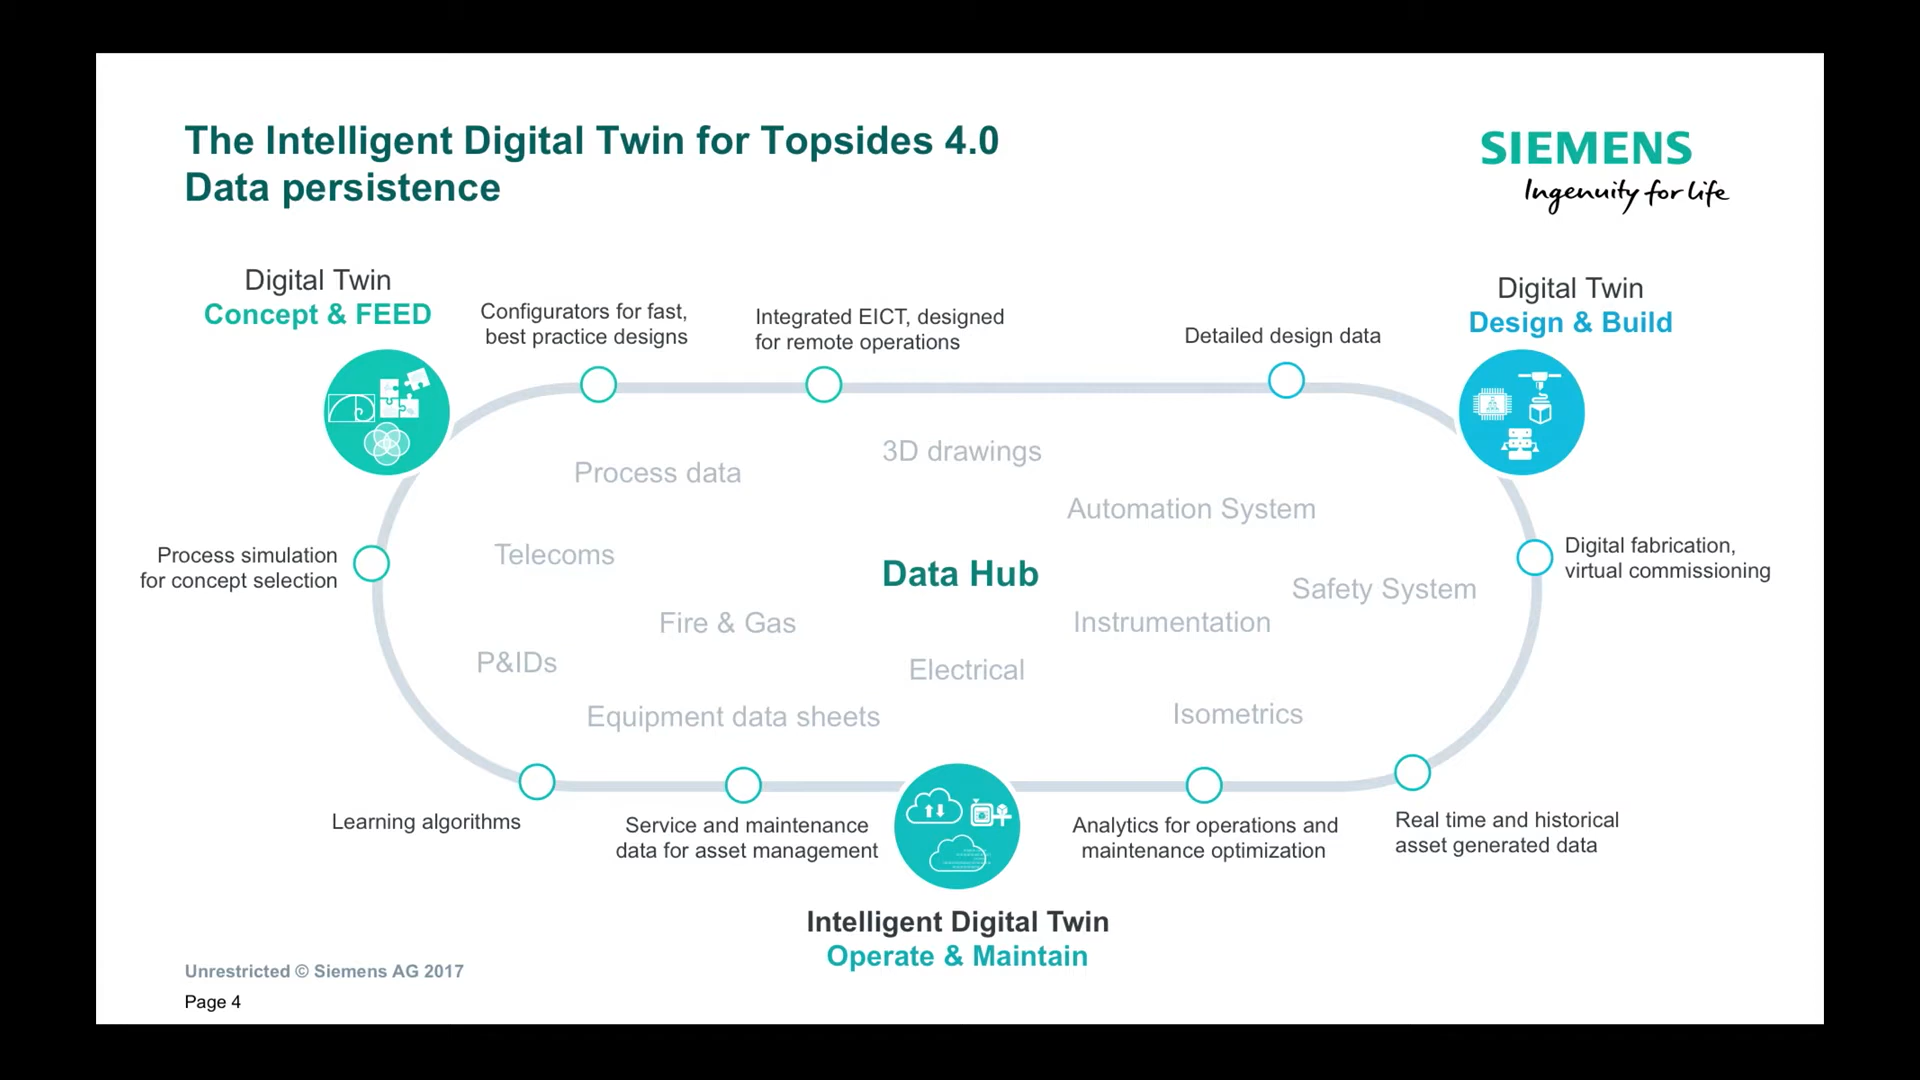 The Intelligent Digital Twin for Topsides 4.0
Data persistence
SIEMENS
Ingenuity for life
Digital Twin
Concept & FEED
Configurators for fast,
best practice designs
Integrated EICT, designed
for remote operations
Detailed design data
Digital Twin
Design & Build
Process data
3D drawings
Automation System
Telecoms
Data Hub
Safety System
Fire & Gas
Instrumentation
P&IDs
Electrical
Equipment data sheets
Isometrics
Process simulation
for concept selection
Digital fabrication,
virtual commissioning
Learning algorithms
Service and maintenance
data for asset management
Analytics for operations and
maintenance optimization
Real time and historical
asset generated data
Intelligent Digital Twin
Operate & Maintain
Unrestricted © Siemens AG 2017
Page 4